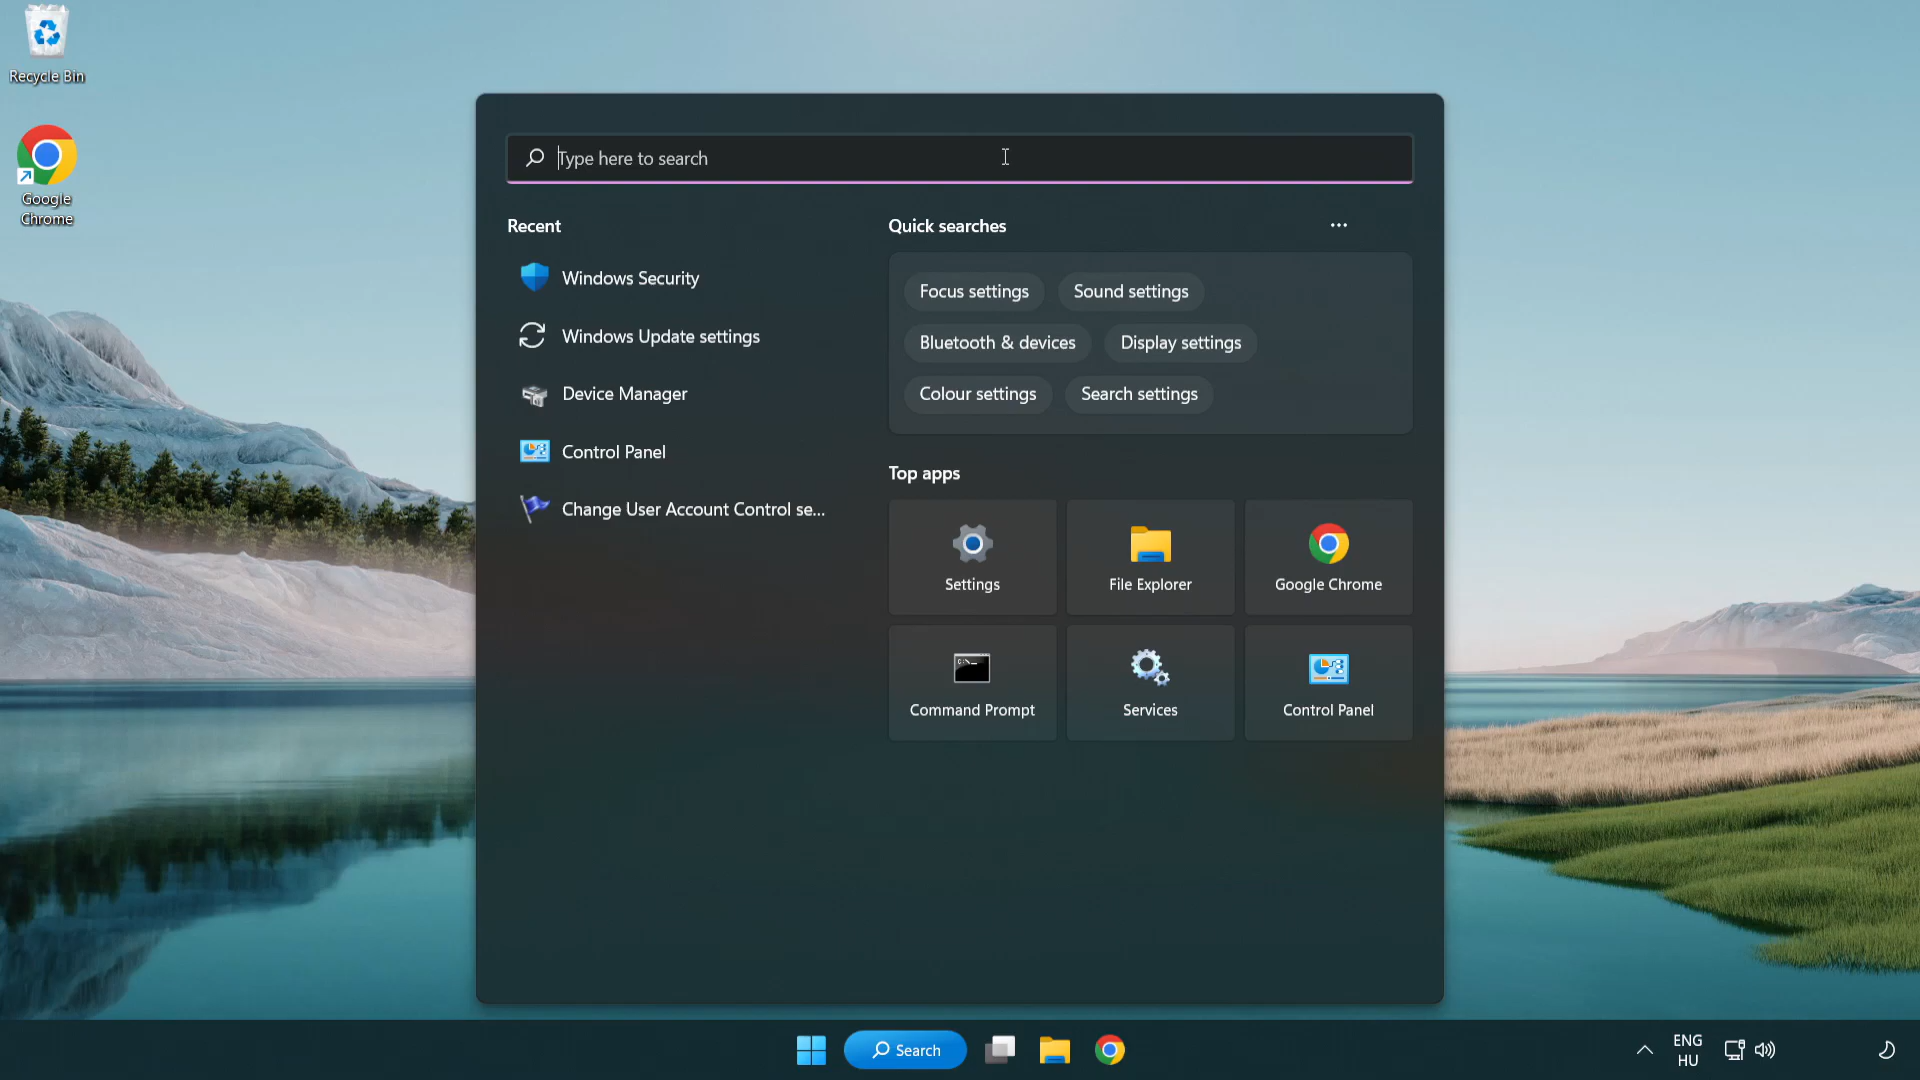 Recycle Bin
Google
Chrome
Type here to search
Recent
Windows Security
Windows Update settings
Device Manager
Control Panel
Change User Account Control se...
Quick searches
Focus settings
Sound settings
Bluetooth & devices
Display settings
Colour settings
Search settings
Top apps
Settings
File Explorer
Google Chrome
Command Prompt
Services
Control Panel
Search
ENG
HU